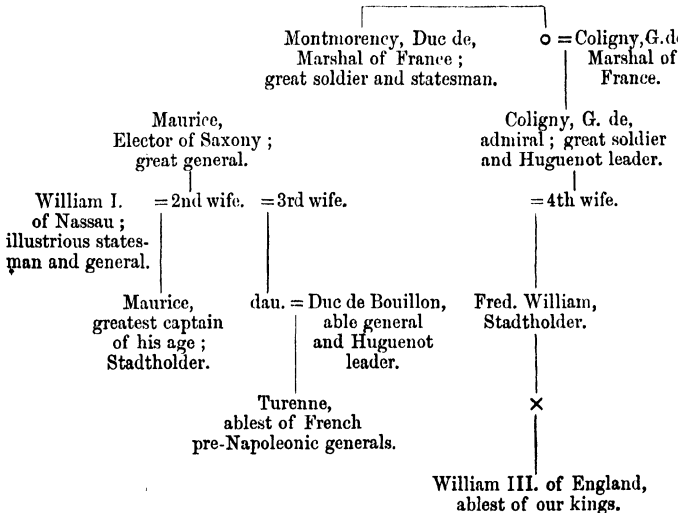 Montmorency, Duc de,
Marshal of France ;
great soldier and statesman.
o = Coligny, G. de
Marshal of
France.
Maurice,
Elector of Saxony ;
great general.
Coligny, G. de,
admiral ; great soldier
and Huguenot leader.
William I.
of Nassau ;
illustrious states-
man and general.
= 2nd wife.
= 3rd wife.
= 4th wife.
Maurice,
greatest captain
of his age ;
Stadtholder.
dau. = Duc de Bouillon,
able general
and Huguenot
leader.
Fred. William,
Stadtholder.
Turenne,
ablest of French
pre-Napoleonic generals.
×
William III. of England,
ablest of our kings.